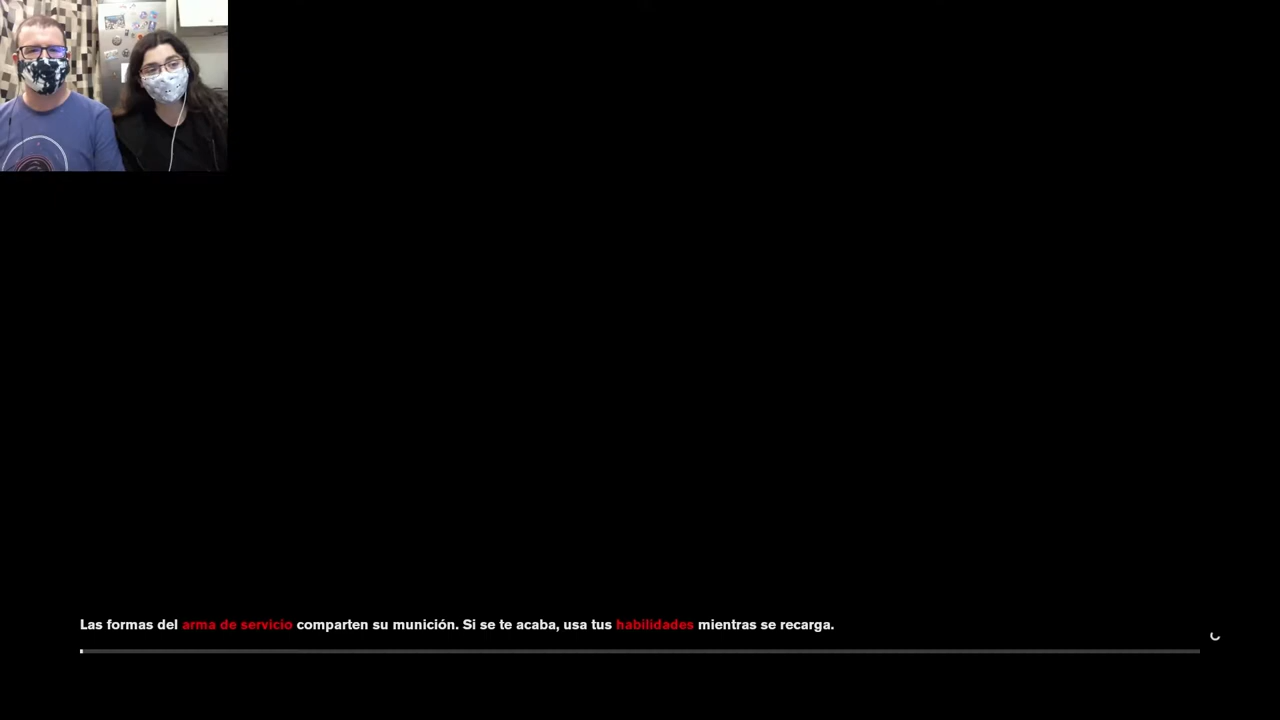 Las formas del arma de servicio comparten su munición. Si se te acaba, usa tus habilidades mientras se recarga.